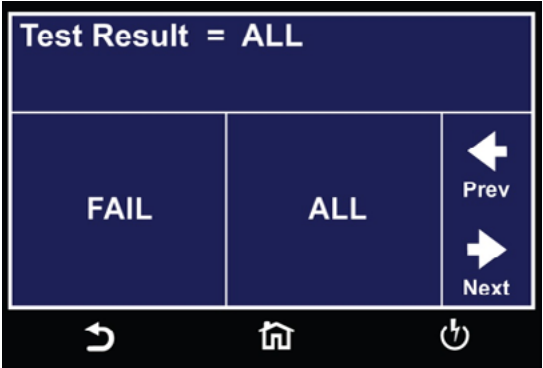 Test Result = ALL
FAIL
ALL
Prev
Next